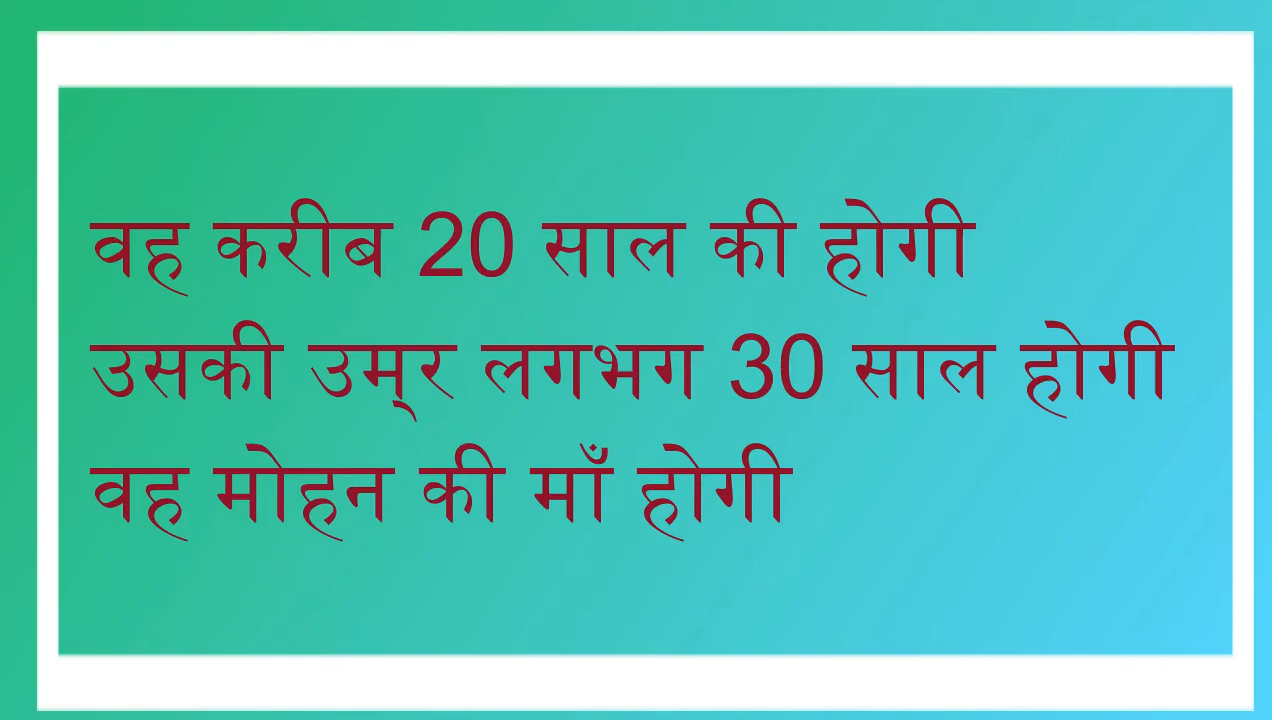 वह करीब 20 साल की होगी
उसकी उम्‍र लगभग 30 साल होगी
वह मोहन की माँ होगी